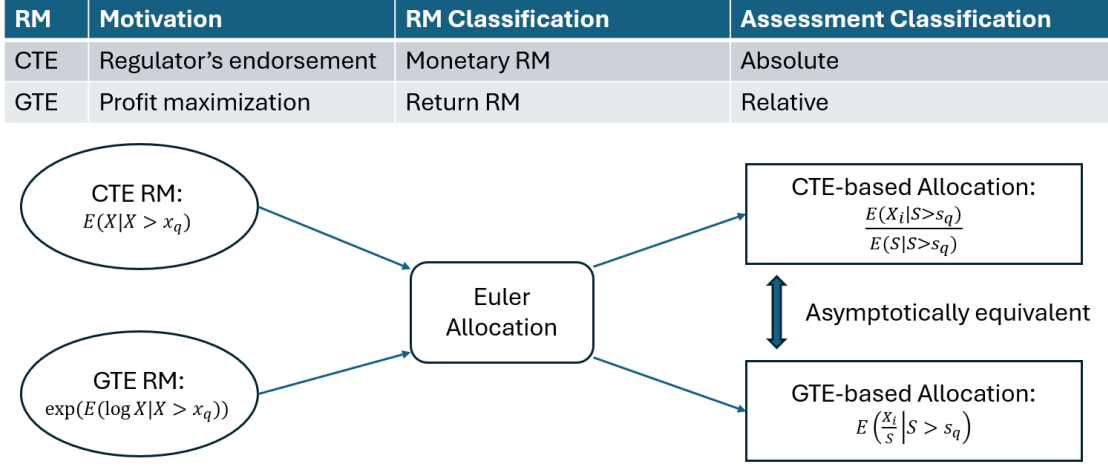 RM Motivation RM Classification Assessment Classification
CTE Regulator's endorsement Monetary RM Absolute
GTE Profit maximization Return RM Relative
CTE RM:
E(X|X > x_q)
GTE RM:
exp(E(log X|X > x_q))
Euler
Allocation
CTE-based Allocation:
E(X_i|S>s_q)
E(S|S>s_q)
Asymptotically equivalent
GTE-based Allocation:
E(X_i/S|S > s_q)